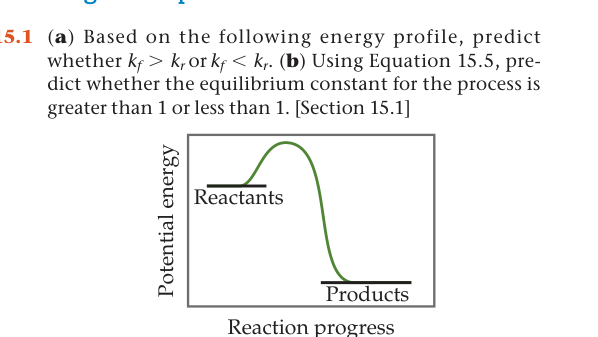 15.1 (a) Based on the following energy profile, predict
whether kf > kr or kf < kr. (b) Using Equation 15.5, pre-
dict whether the equilibrium constant for the process is
greater than 1 or less than 1. [Section 15.1]
Potential energy
Reactants
Products
Reaction progress